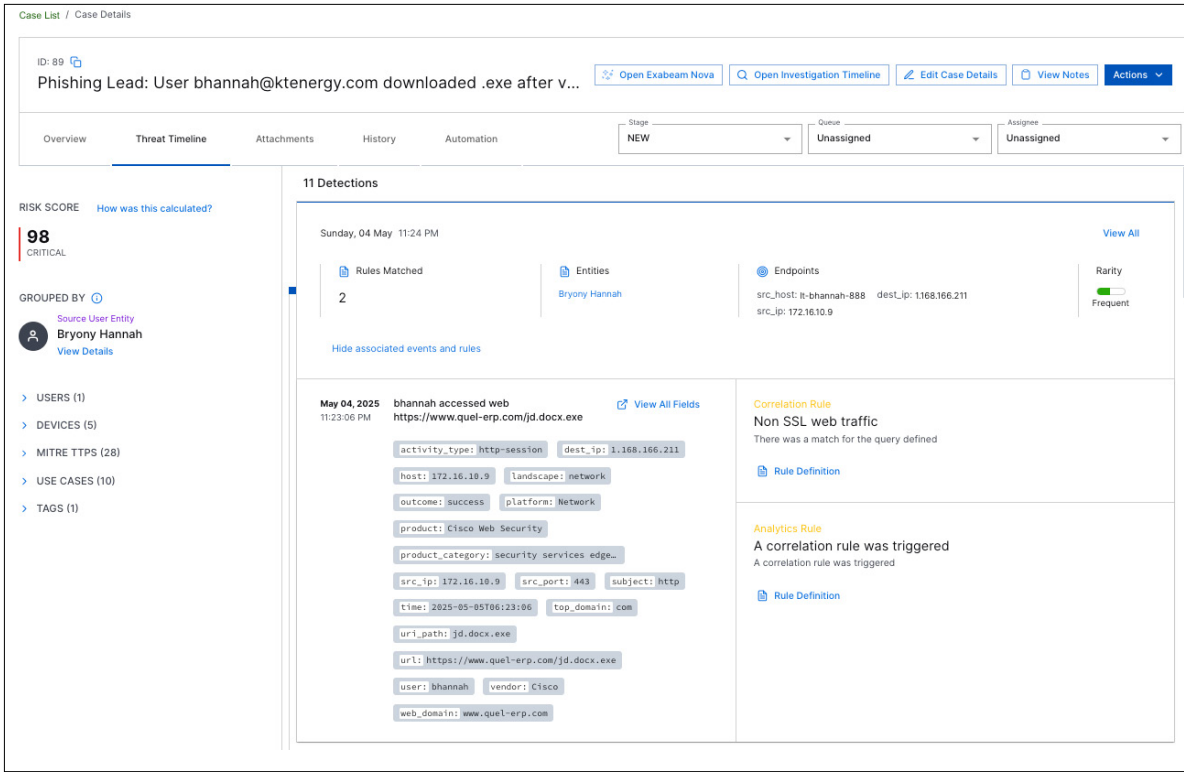 Case List / Case Details
ID: 89
Phishing Lead: User bhannah@ktenergy.com downloaded .exe after v...
Open Exabeam Nova
Open Investigation Timeline
Edit Case Details
View Notes
Actions
Overview
Threat Timeline
Attachments
History
Automation
Stage
NEW
Queue
Unassigned
Assignee
Unassigned
RISK SCORE How was this calculated?
98
CRITICAL
GROUPED BY
Source User Entity
Bryony Hannah
View Details
USERS (1)
DEVICES (5)
MITRE TTPS (28)
USE CASES (10)
TAGS (1)
11 Detections
Sunday, 04 May 11:24 PM
View All
Rules Matched
2
Entities
Bryony Hannah
Endpoints
src_host: lt-bhannah-888 dest_ip: 1.168.166.211
src_ip: 172.16.10.9
Rarity
Frequent
Hide associated events and rules
May 04, 2025
11:23:06 PM
bhannah accessed web
https://www.quel-erp.com/jd.docx.exe
View All Fields
activity_type: http-session dest_ip: 1.168.166.211
host: 172.16.10.9 landscape: network
outcome: success platform: Network
product: Cisco Web Security
product_category: security services edge…
src_ip: 172.16.10.9 src_port: 443 subject: http
time: 2025-05-05T06:23:06 top_domain: com
uri_path: jd.docx.exe
url: https://www.quel-erp.com/jd.docx.exe
user: bhannah vendor: Cisco
web_domain: www.quel-erp.com
Correlation Rule
Non SSL web traffic
There was a match for the query defined
Rule Definition
Analytics Rule
A correlation rule was triggered
A correlation rule was triggered
Rule Definition